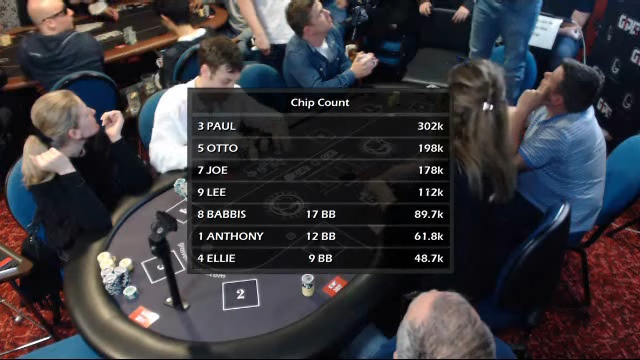 GPC
Chip Count
3 PAUL 302k
5 OTTO 198k
7 JOE 178k
9 LEE 112k
8 BABBIS 17 BB 89.7k
1 ANTHONY 12 BB 61.8k
4 ELLIE 9 BB 48.7k
2